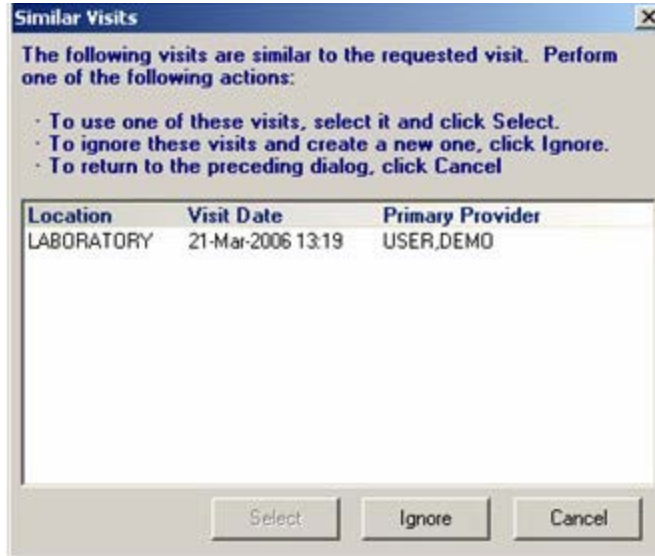 Similar Visits
The following visits are similar to the requested visit. Perform
one of the following actions:
· To use one of these visits, select it and click Select.
· To ignore these visits and create a new one, click Ignore.
· To return to the preceding dialog, click Cancel
Location Visit Date Primary Provider
LABORATORY 21-Mar-2006 13:19 USER,DEMO
Select Ignore Cancel